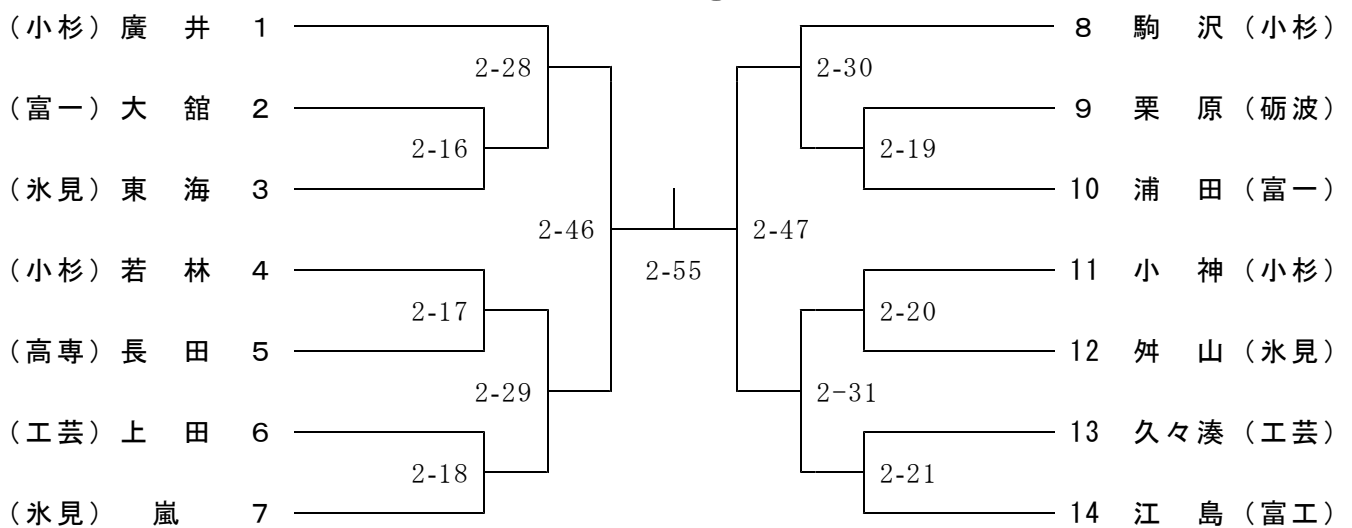 (小杉) 廣 井 1
2-28
(富一) 大 舘 2
2-16
(氷見) 東 海 3
2-46
(小杉) 若 林 4
2-17
(高専) 長 田 5
2-29
(工芸) 上 田 6
2-18
(氷見) 嵐 7
2-55
8 駒 沢 (小杉)
2-30
9 栗 原 (砺波)
2-19
10 浦 田 (富一)
2-47
11 小 神 (小杉)
2-20
12 舛 山 (氷見)
2-31
13 久々湊 (工芸)
2-21
14 江 島 (富工)